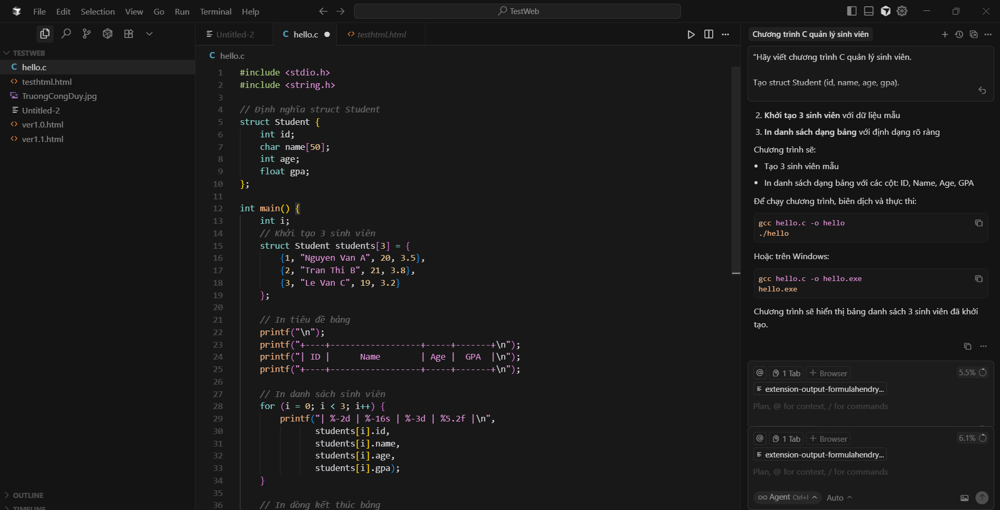 File Edit Selection View Go Run Terminal Help
TestWeb
TESTWEB
hello.c
testhtml.html
TruongCongDuy.jpg
Untitled-2
ver1.0.html
ver1.1.html
OUTLINE
TIMELINE
Untitled-2
C hello.c
testhtml.html
C hello.c
1 #include <stdio.h>
2 #include <string.h>
3
4 // Định nghĩa struct Student
5 struct Student {
6 int id;
7 char name[50];
8 int age;
9 float gpa;
10 };
11
12 int main() {
13 int i;
14 // Khởi tạo 3 sinh viên
15 struct Student students[3] = {
16 {1, "Nguyen Van A", 20, 3.5},
17 {2, "Tran Thi B", 21, 3.8},
18 {3, "Le Van C", 19, 3.2}
19 };
20
21 // In tiêu đề bảng
22 printf("\n");
23 printf("+----+------------------+-----+-------+\n");
24 printf("| ID |      Name        | Age |  GPA  |\n");
25 printf("+----+------------------+-----+-------+\n");
26
27 // In danh sách sinh viên
28 for (i = 0; i < 3; i++) {
29 printf("| %-2d | %-16s | %-3d | %5.2f |\n",
30 students[i].id,
31 students[i].name,
32 students[i].age,
33 students[i].gpa);
34 }
35
36 // In dòng kết thúc bảng
Chương trình C quản lý sinh viên
"Hãy viết chương trình C quản lý sinh viên.
Tạo struct Student (id, name, age, gpa).
2. Khởi tạo 3 sinh viên với dữ liệu mẫu
3. In danh sách dạng bảng với định dạng rõ ràng
Chương trình sẽ:
• Tạo 3 sinh viên mẫu
• In danh sách dạng bảng với các cột: ID, Name, Age, GPA
Để chạy chương trình, biên dịch và thực thi:
gcc hello.c -o hello
./hello
Hoặc trên Windows:
gcc hello.c -o hello.exe
hello.exe
Chương trình sẽ hiển thị bảng danh sách 3 sinh viên đã khởi
tạo.
@ 1 Tab + Browser 5.5%
extension-output-formulahendry...
Plan, @ for context, / for commands
@ 1 Tab + Browser 6.1%
extension-output-formulahendry...
Plan, @ for context, / for commands
Agent Ctrl+I Auto